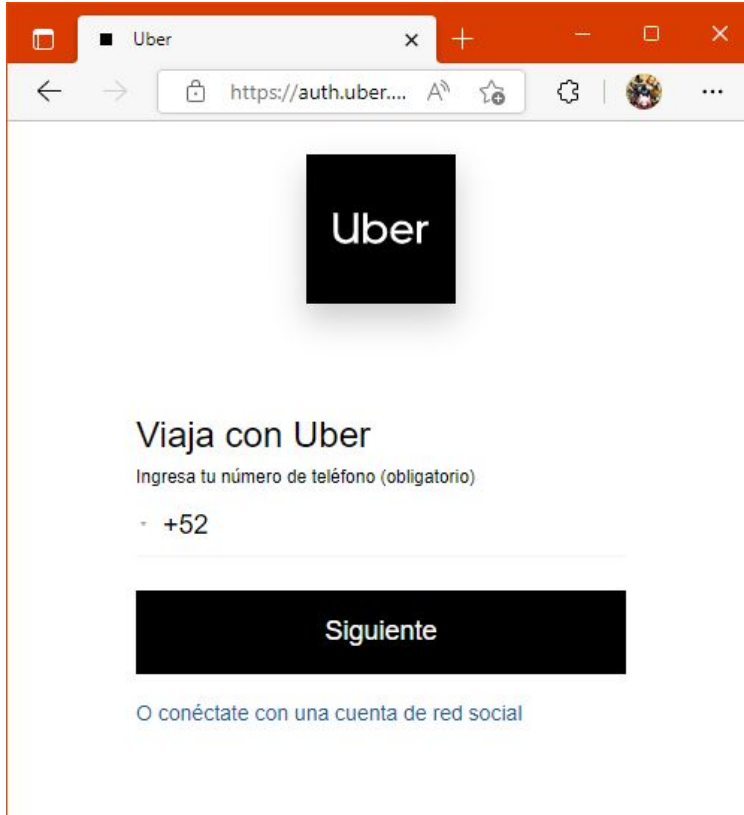 Uber
https://auth.uber....
Uber
Viaja con Uber
Ingresa tu número de teléfono (obligatorio)
+52
Siguiente
O conéctate con una cuenta de red social